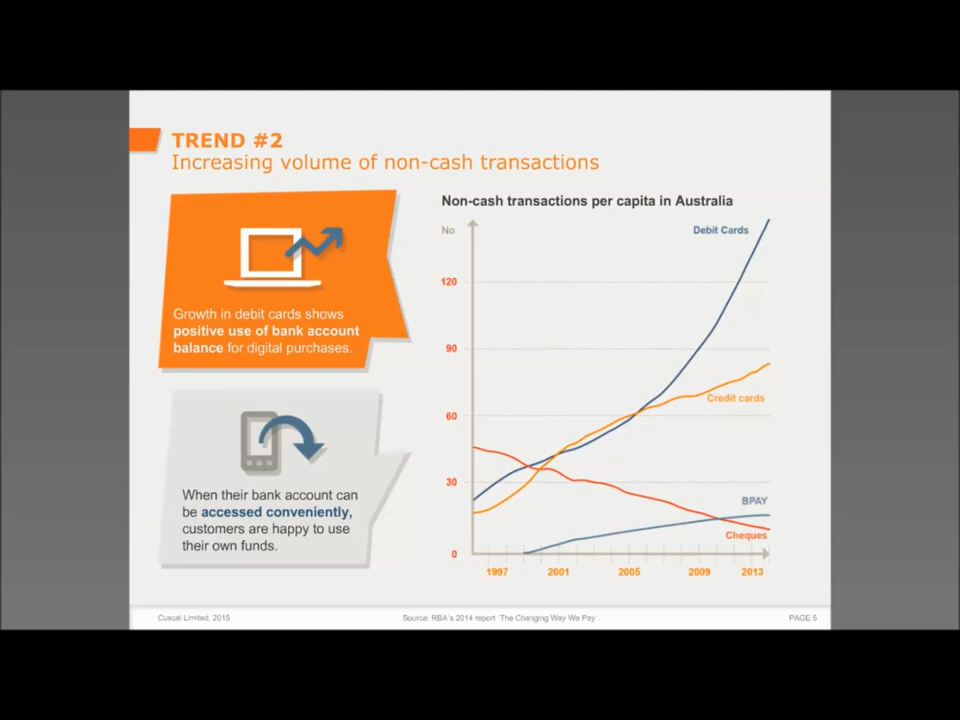 TREND #2
Increasing volume of non-cash transactions
Growth in debit cards shows
positive use of bank account
balance for digital purchases.
When their bank account can
be accessed conveniently,
customers are happy to use
their own funds.
Non-cash transactions per capita in Australia
No.
Debit Cards
120
90
Credit cards
60
30
BPAY
Cheques
0
1997 2001 2005 2009 2013
Cuscal Limited, 2015
Source: RBA's 2014 report 'The Changing Way We Pay'.
PAGE 5